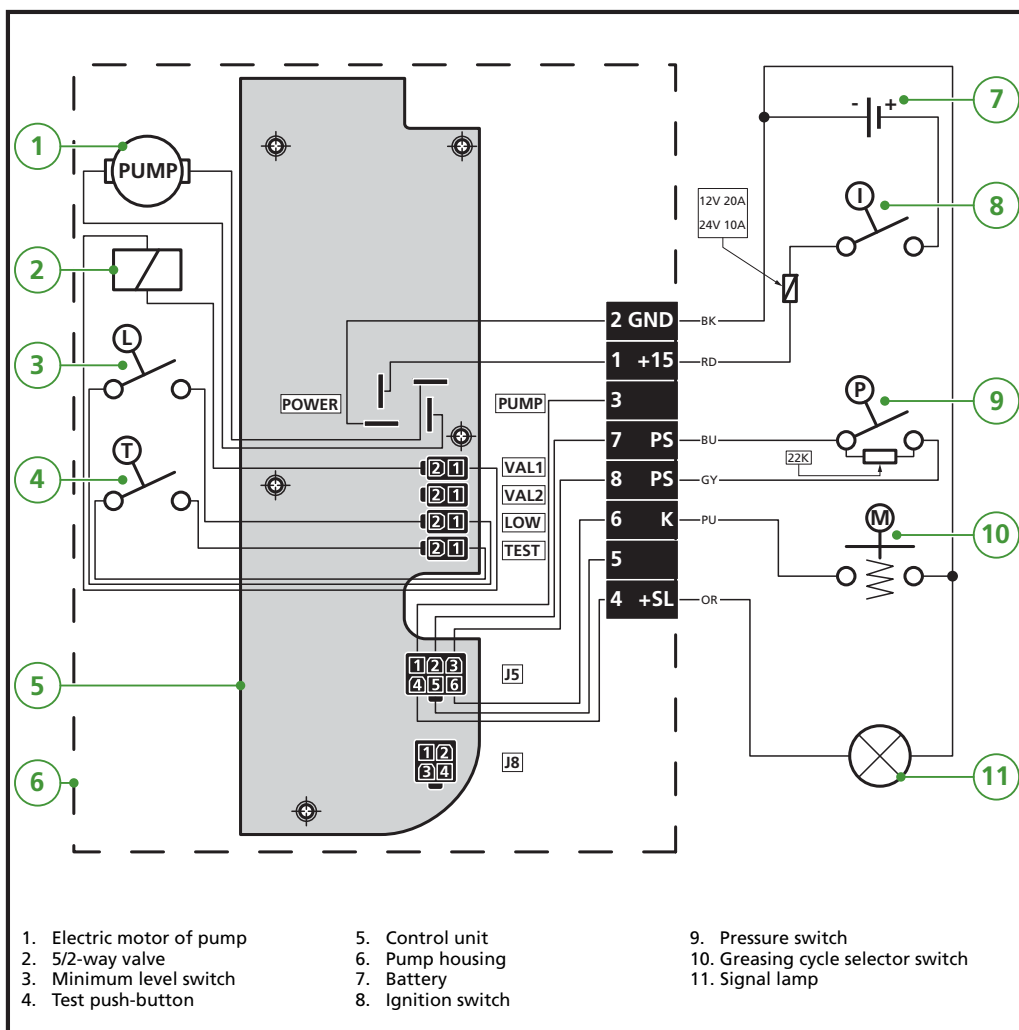 1
PUMP
2
L
3
T
4
5
6
POWER
PUMP
2 1 VAL1
2 1 VAL2
2 1 LOW
2 1 TEST
1 2 3
4 5 6
J5
1 2
3 4
J8
2 GND BK
1 +15 RD
3
7 PS BU
8 PS GY
6 K PU
5
4 +SL OR
12V 20A
24V 10A
- +
7
I
8
P
9
22K
M
10
11
1. Electric motor of pump
2. 5/2-way valve
3. Minimum level switch
4. Test push-button
5. Control unit
6. Pump housing
7. Battery
8. Ignition switch
9. Pressure switch
10. Greasing cycle selector switch
11. Signal lamp